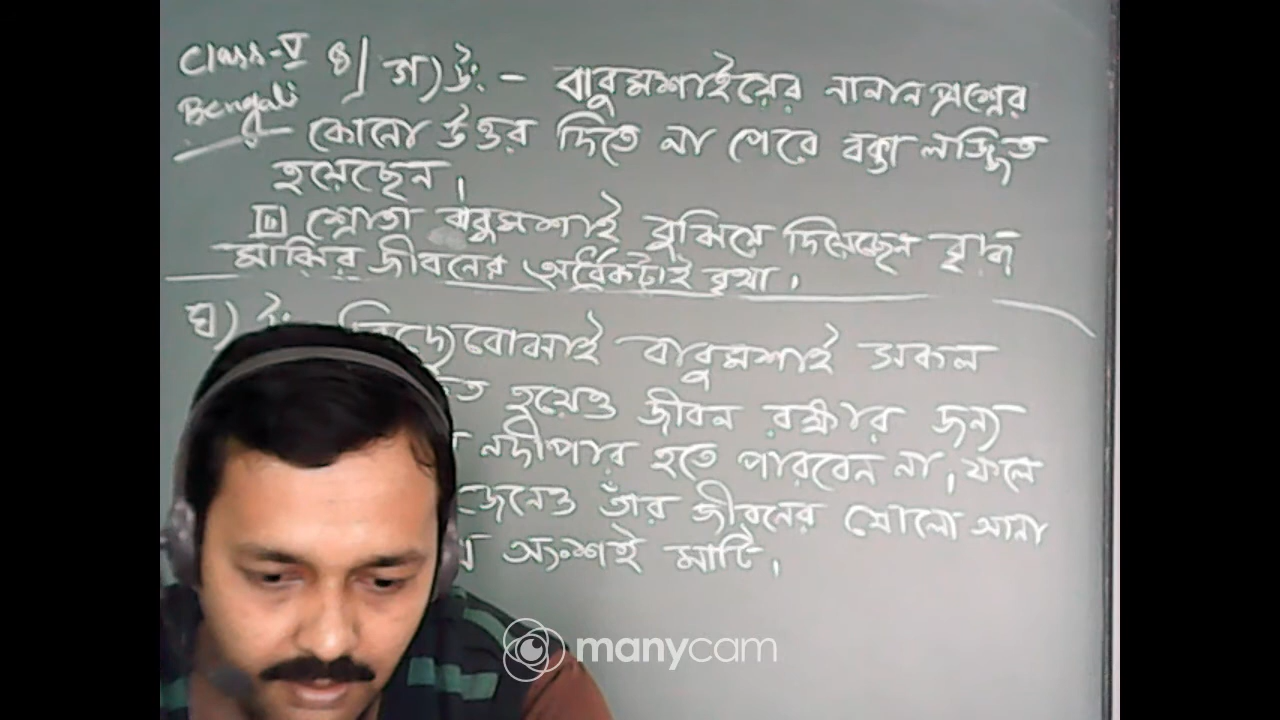 Class-V ৪| গ) উঃ - বাবুমশাইয়ের নানান প্রশ্নের
Bengali
কোনো উত্তর দিতে না পেরে বক্তা লজ্জিত
হয়েছেন।
ii) শ্রোতা বাবুমশাই বুঝিয়ে দিয়েছেন বৃদ্ধ
মাঝির জীবনের অর্ধেকটাই বৃথা।
ঘ) উঃ বোঝাই বাবুমশাই সকল
হয়েও জীবন রক্ষার জন্য
নদীপার হতে পারবেন না, ফলে
জেনেও তাঁর জীবনের ষোলো আনা
অংশই মাটি।
manycam